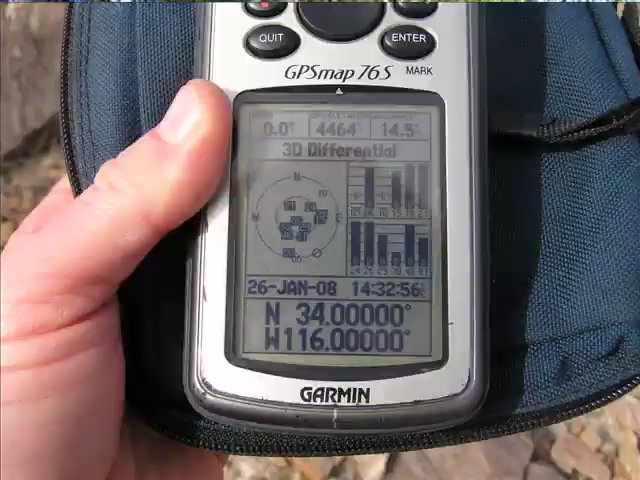 QUIT ENTER
GPSmap 76S MARK
0.0 4464 14.5
3D Differential
N
26-JAN-08 14:32:56
N 34.00000°
W116.00000°
GARMIN